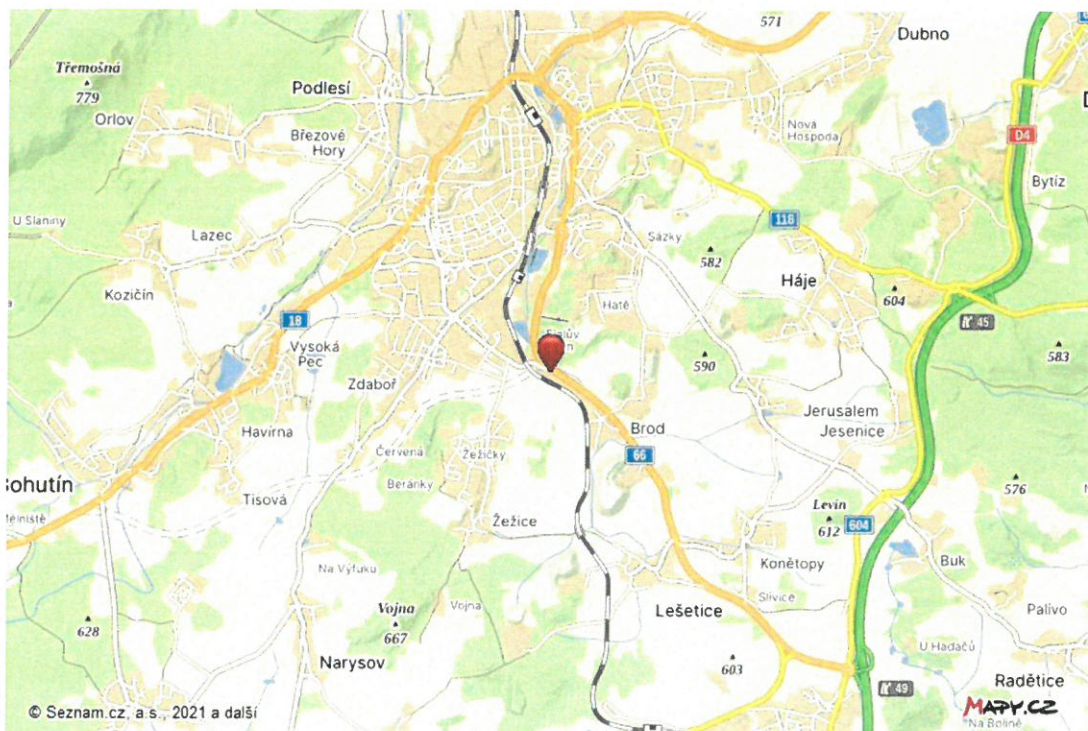 571
Dubno
Třemošná
779
Podlesí
Orlov
Březové
Hory
Nová
Hospoda
D4
Bytíz
U Slaniny
Lazec
118
Sázky
582
Háje
Kozičín
604
Hatě
18
45
Vysoká
Pec
590
583
Zdaboř
Jerusalem
Brod
Jesenice
Havírna
Červená
Žežičky
66
ohutín
Beránky
576
Tisová
Levín
Žežice
612
604
Na Výfuku
Konětopy
Buk
Slivice
Vojna
Vojna
Lešetice
Palivo
628
667
U Hadačů
Narysov
603
Radětice
49
© Seznam.cz, a.s., 2021 a další
MAPY.CZ
Na Bolině